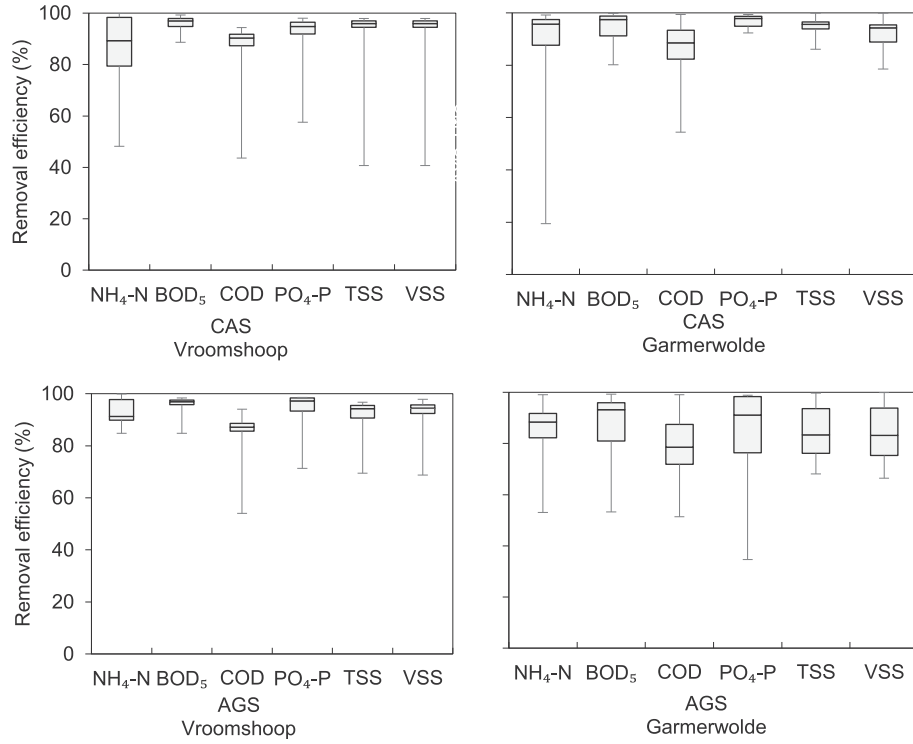 Removal efficiency (%)
100
80
60
40
20
0
NH₄-N BOD₅ COD PO₄-P TSS VSS
CAS
Vroomshoop
NH₄-N BOD₅ COD PO₄-P TSS VSS
CAS
Garmerwolde
Removal efficiency (%)
100
80
60
40
20
0
NH₄-N BOD₅ COD PO₄-P TSS VSS
AGS
Vroomshoop
NH₄-N BOD₅ COD PO₄-P TSS VSS
AGS
Garmerwolde